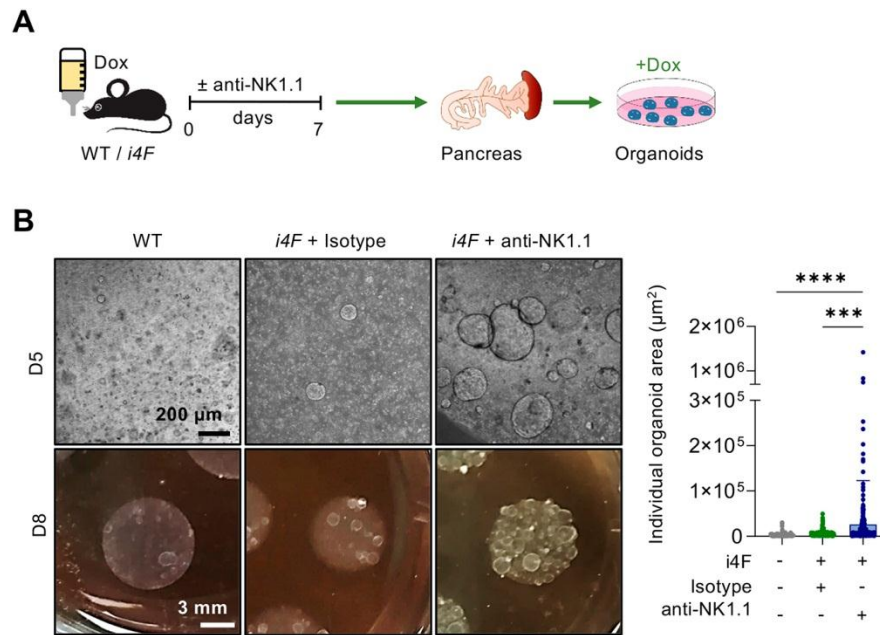 A
Dox
± anti-NK1.1
+Dox
0 days 7
WT / i4F
Pancreas
Organoids
B
WT
i4F + Isotype
i4F + anti-NK1.1
D5
200 µm
D8
3 mm
****
***
Individual organoid area (µm²)
2×10⁶
1×10⁶
3×10⁵
2×10⁵
1×10⁵
0
i4F - + +
Isotype - + -
anti-NK1.1 - - +